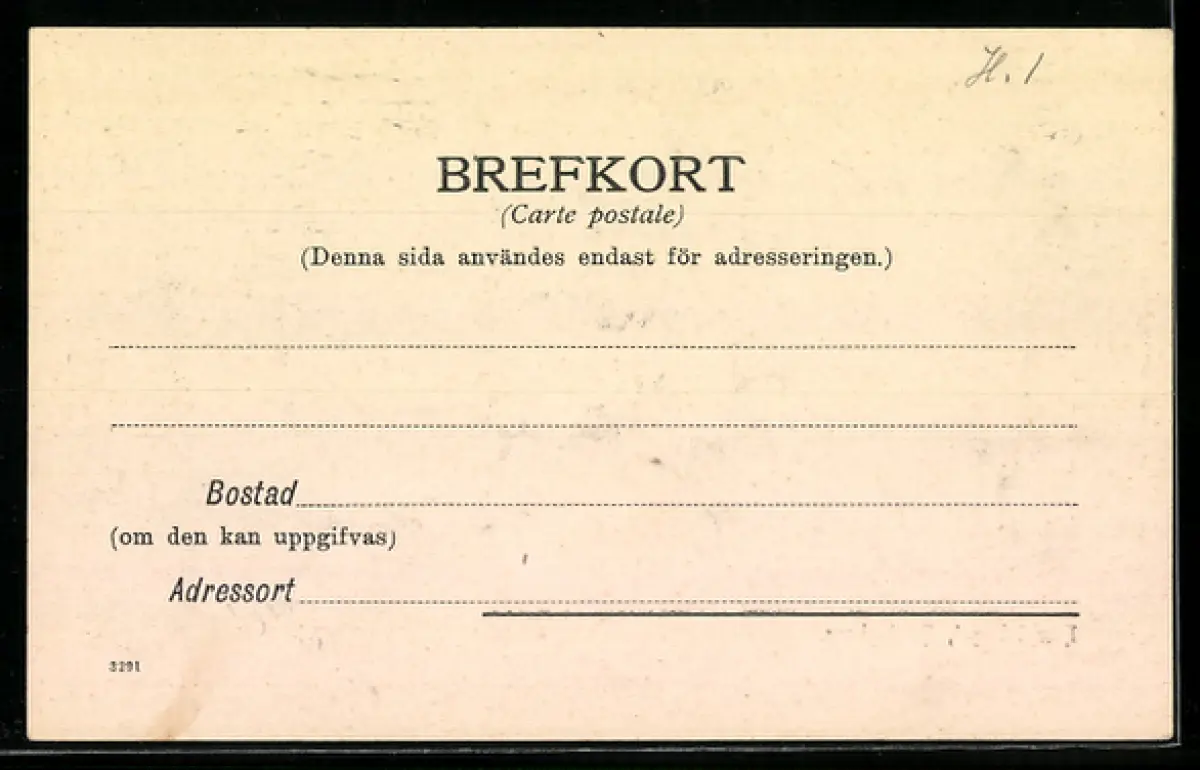 H. 1
BREFKORT
(Carte postale)
(Denna sida användes endast för adresseringen.)
Bostad
(om den kan uppgifvas)
Adressort
3291